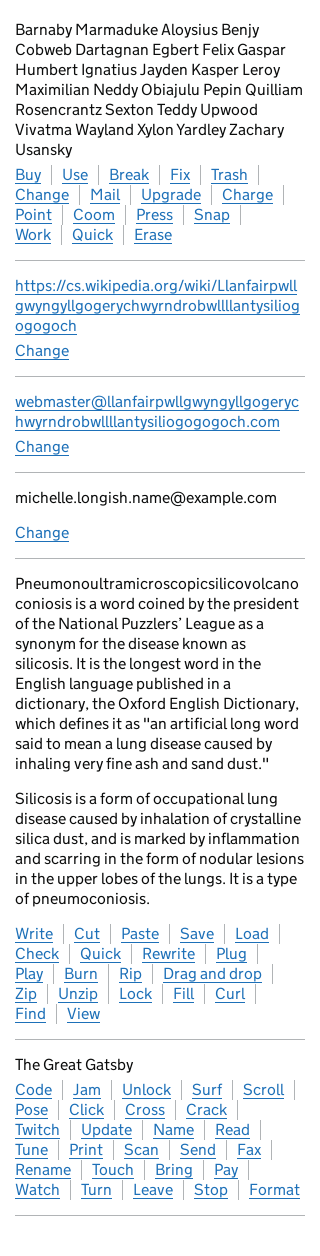 Barnaby Marmaduke Aloysius Benjy
Cobweb Dartagnan Egbert Felix Gaspar
Humbert Ignatius Jayden Kasper Leroy
Maximilian Neddy Obiajulu Pepin Quilliam
Rosencrantz Sexton Teddy Upwood
Vivatma Wayland Xylon Yardley Zachary
Usansky
Buy Use Break Fix Trash
Change Mail Upgrade Charge
Point Coom Press Snap
Work Quick Erase
https://cs.wikipedia.org/wiki/Llanfairpwll
gwyngyllgogerychwyrndrobwllllantysiliog
ogogoch
Change
webmaster@llanfairpwllgwyngyllgogeryc
hwyrndrobwllllantysiliogogogoch.com
Change
michelle.longish.name@example.com
Change
Pneumonoultramicroscopicsilicovolcano
coniosis is a word coined by the president
of the National Puzzlers’ League as a
synonym for the disease known as
silicosis. It is the longest word in the
English language published in a
dictionary, the Oxford English Dictionary,
which defines it as "an artificial long word
said to mean a lung disease caused by
inhaling very fine ash and sand dust."
Silicosis is a form of occupational lung
disease caused by inhalation of crystalline
silica dust, and is marked by inflammation
and scarring in the form of nodular lesions
in the upper lobes of the lungs. It is a type
of pneumoconiosis.
Write Cut Paste Save Load
Check Quick Rewrite Plug
Play Burn Rip Drag and drop
Zip Unzip Lock Fill Curl
Find View
The Great Gatsby
Code Jam Unlock Surf Scroll
Pose Click Cross Crack
Twitch Update Name Read
Tune Print Scan Send Fax
Rename Touch Bring Pay
Watch Turn Leave Stop Format